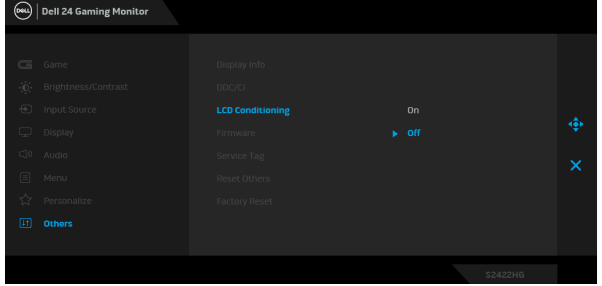 DELL
Dell 24 Gaming Monitor
Game
Brightness/Contrast
Input Source
Display
Audio
Menu
Personalize
Others
Display Info
DDC/CI
LCD Conditioning On
Firmware Off
Service Tag
Reset Others
Factory Reset
S2422HG